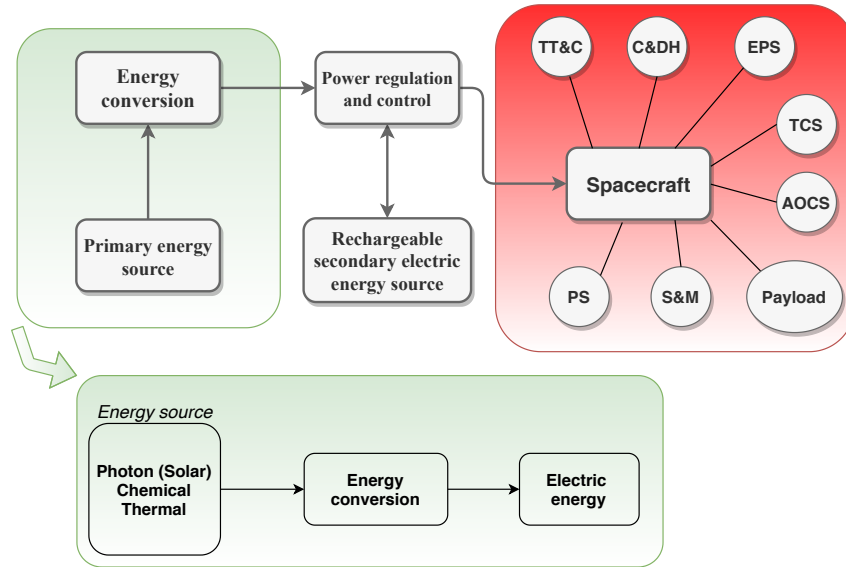 TT&C
C&DH
EPS
Energy
conversion
Power regulation
and control
TCS
Spacecraft
AOCS
Primary energy
source
Rechargeable
secondary electric
energy source
PS
S&M
Payload
Energy source
Photon (Solar)
Chemical
Thermal
Energy
conversion
Electric
energy